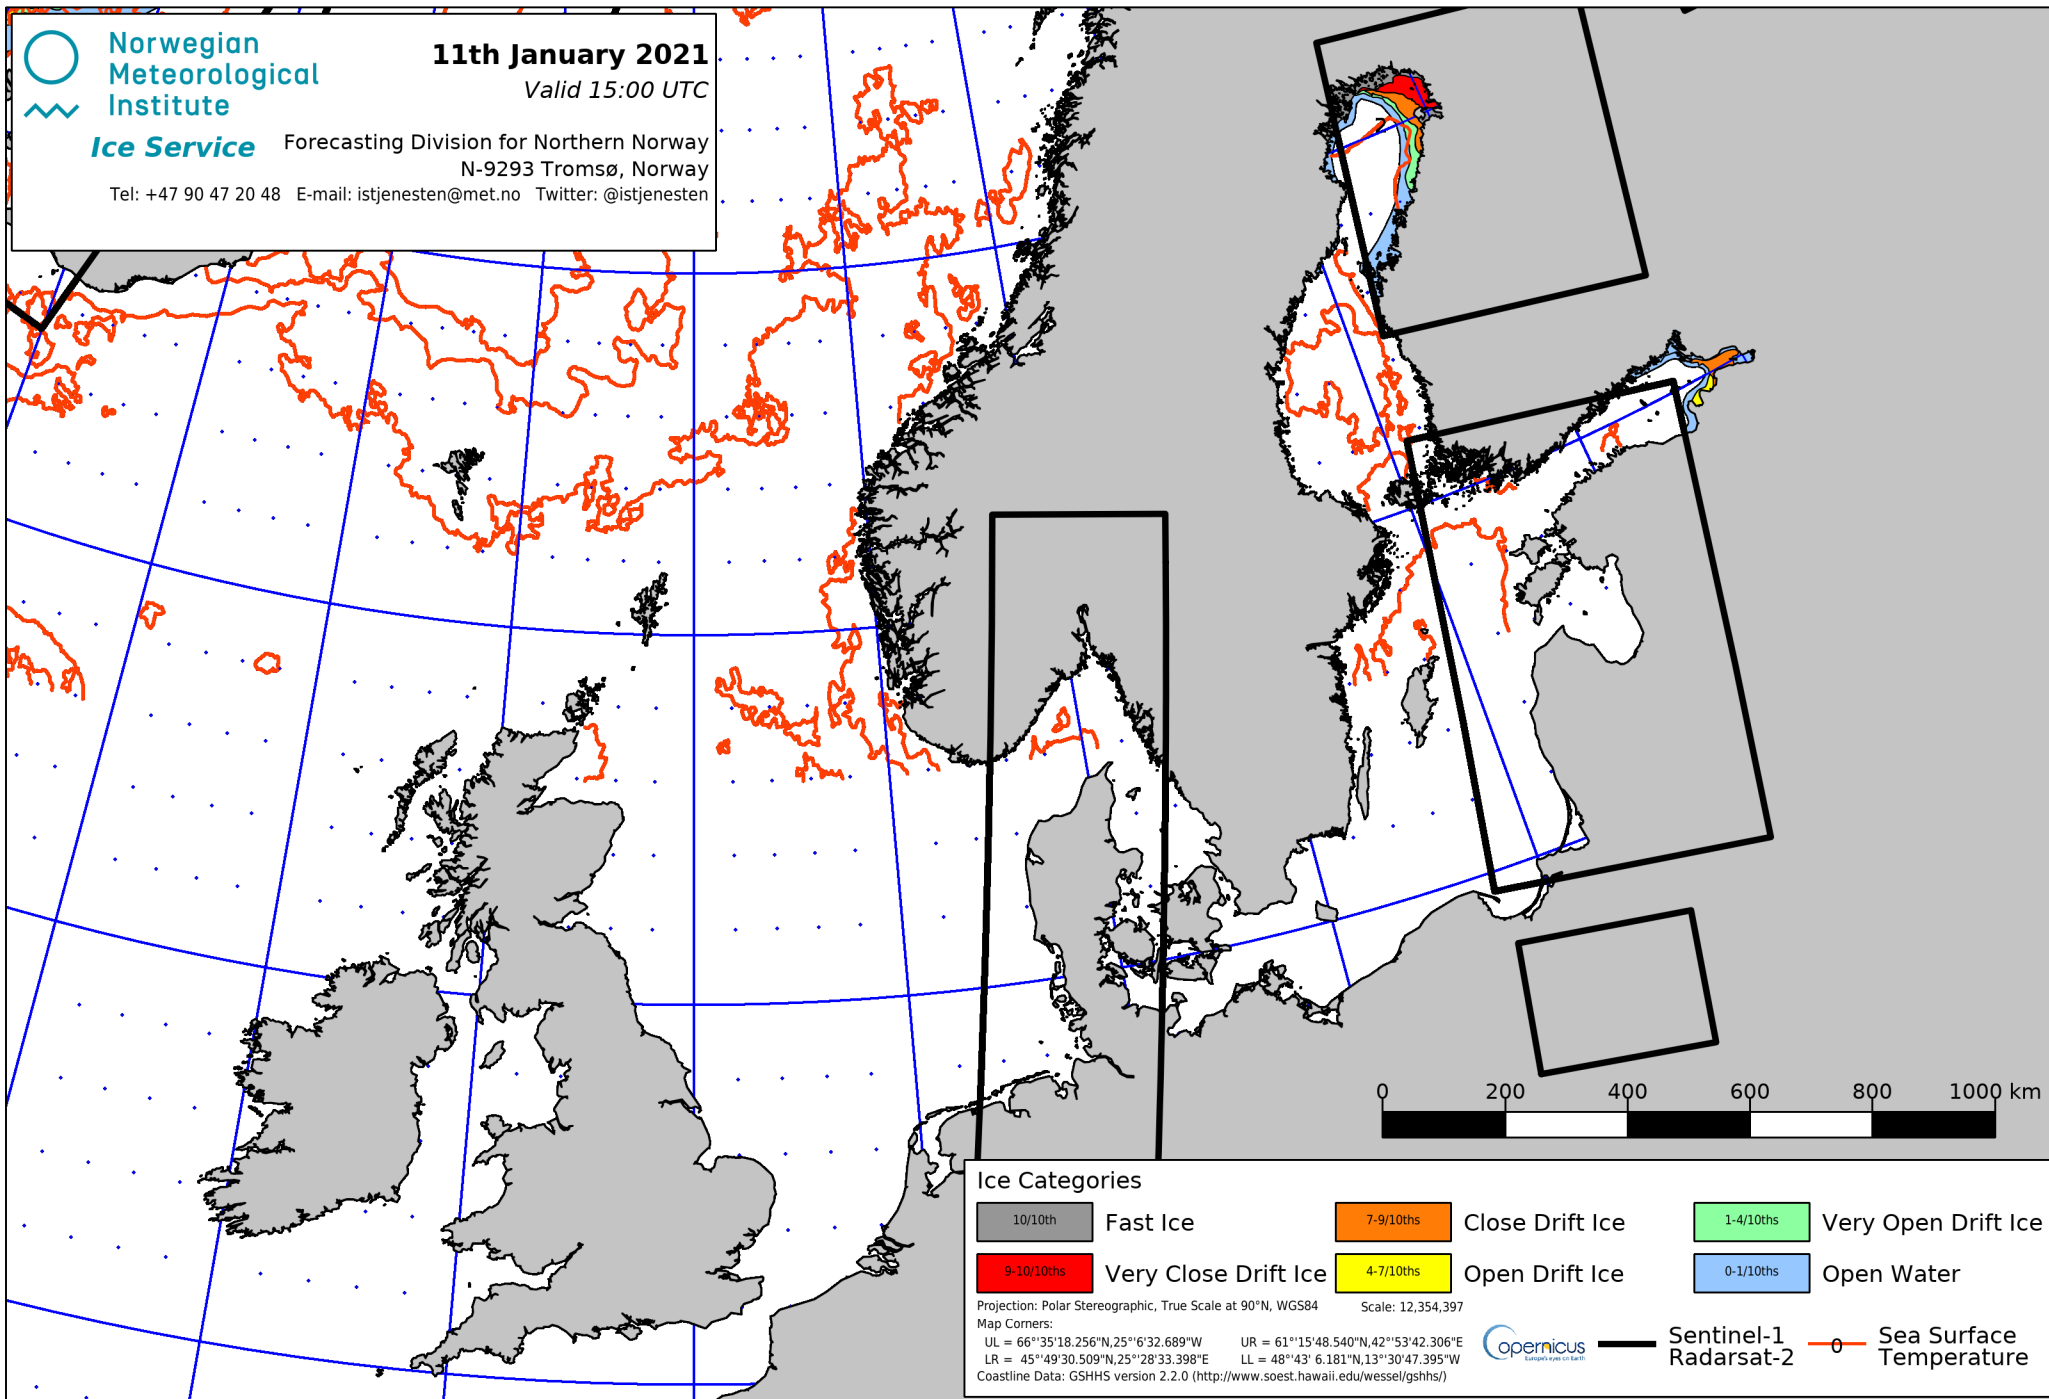 Norwegian
Meteorological
Institute
Ice Service
11th January 2021
Valid 15:00 UTC
Forecasting Division for Northern Norway
N-9293 Tromsø, Norway
Tel: +47 90 47 20 48 E-mail: istjenesten@met.no Twitter: @istjenesten
2
0 200 400 600 800 1000 km
Ice Categories
10/10th Fast Ice 7-9/10ths Close Drift Ice 1-4/10ths Very Open Drift Ice
9-10/10ths Very Close Drift Ice 4-7/10ths Open Drift Ice 0-1/10ths Open Water
Projection: Polar Stereographic, True Scale at 90°N, WGS84 Scale: 12,354,397
Map Corners:
UL = 66°'35'18.256"N,25°'6'32.689"W UR = 61°'15'48.540"N,42°'53'42.306"E
LR = 45°'49'30.509"N,25°'28'33.398"E LL = 48°'43' 6.181"N,13°'30'47.395"W
Coastline Data: GSHHS version 2.2.0 (http://www.soest.hawaii.edu/wessel/gshhs/)
opernicus
Europe's eyes on Earth
Sentinel-1
Radarsat-2
0
Sea Surface
Temperature